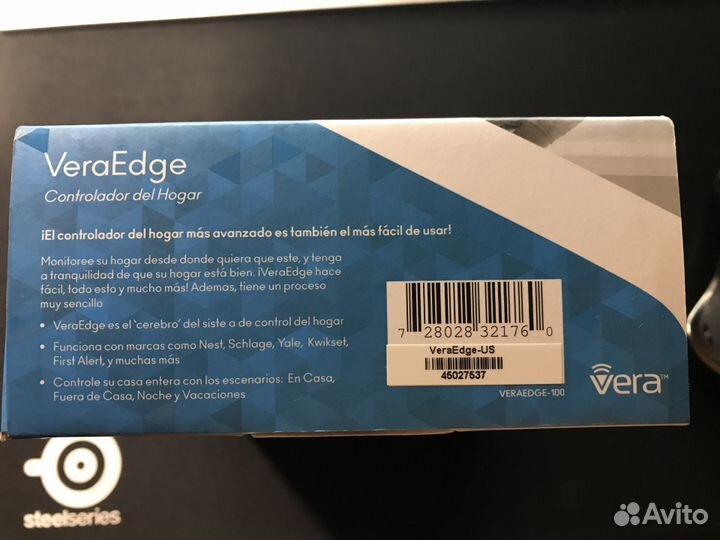 VeraEdge
Controlador del Hogar
¡El controlador del hogar más avanzado es también el más fácil de usar!
Monitoree su hogar desde donde quiera que este, y tenga
a tranquilidad de que su hogar está bien. ¡VeraEdge hace
fácil, todo esto y mucho más! Ademas, tiene un proceso
muy sencillo
• VeraEdge es el 'cerebro' del siste a de control del hogar
• Funciona con marcas como Nest, Schlage, Yale, Kwikset,
First Alert, y muchas más
• Controle su casa entera con los escenarios: En Casa,
Fuera de Casa, Noche y Vacaciones
7 28028 32176 0
VeraEdge-US
45027537
VERAEDGE-100
vera™
steelseries
Avito